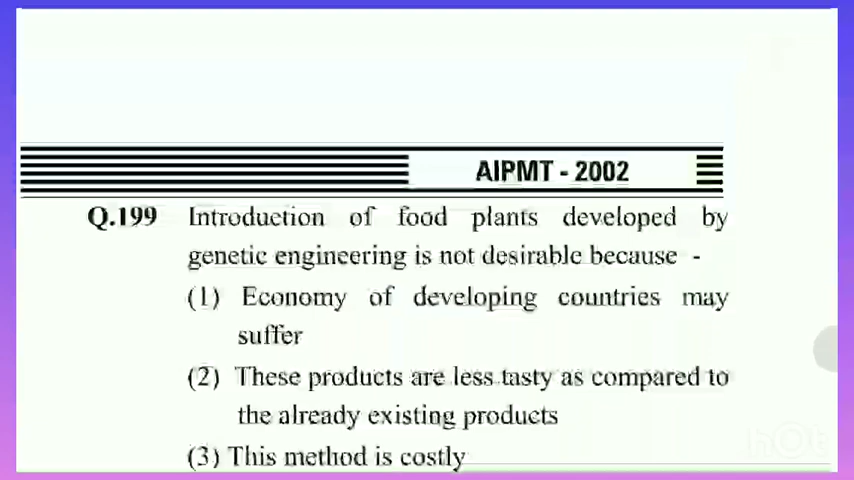 AIPMT - 2002
Q.199 Introduction of food plants developed by
genetic engineering is not desirable because -
(1) Economy of developing countries may
suffer
(2) These products are less tasty as compared to
the already existing products
(3) This method is costly